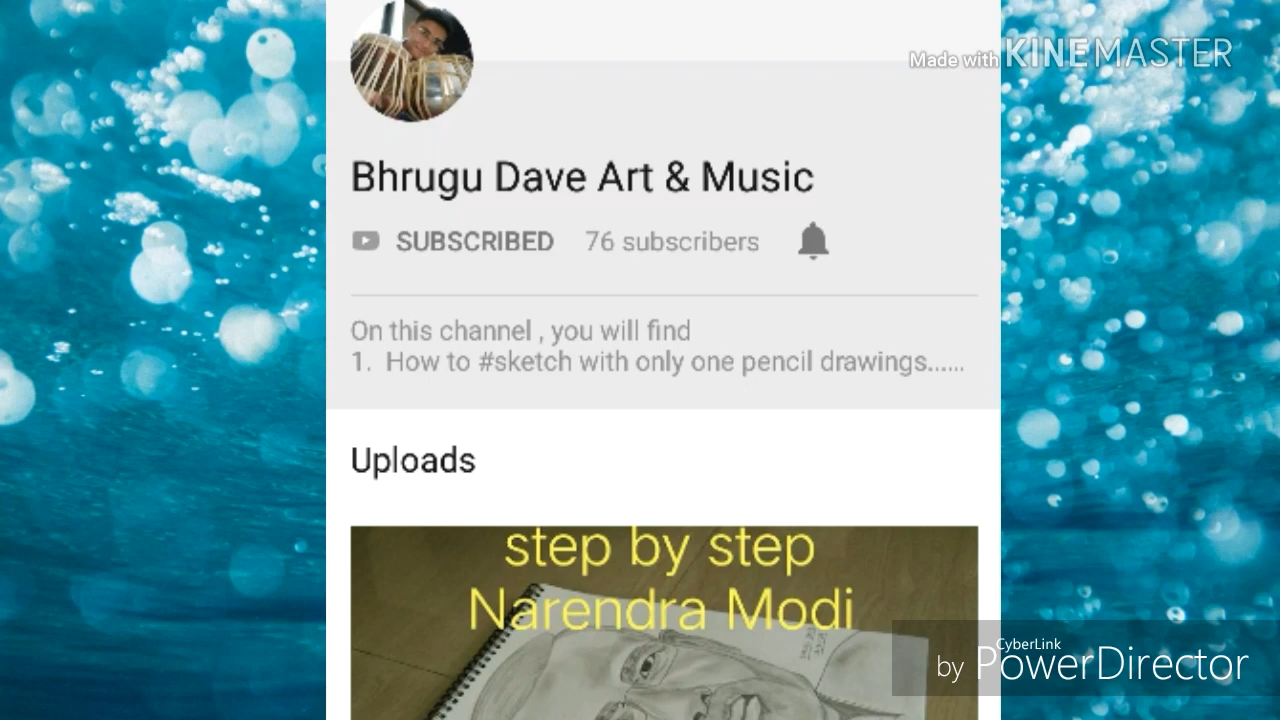 Made with KINEMASTER
Bhrugu Dave Art & Music
SUBSCRIBED 76 subscribers
On this channel , you will find
1. How to #sketch with only one pencil drawings......
Uploads
step by step
Narendra Modi
CyberLink
by PowerDirector